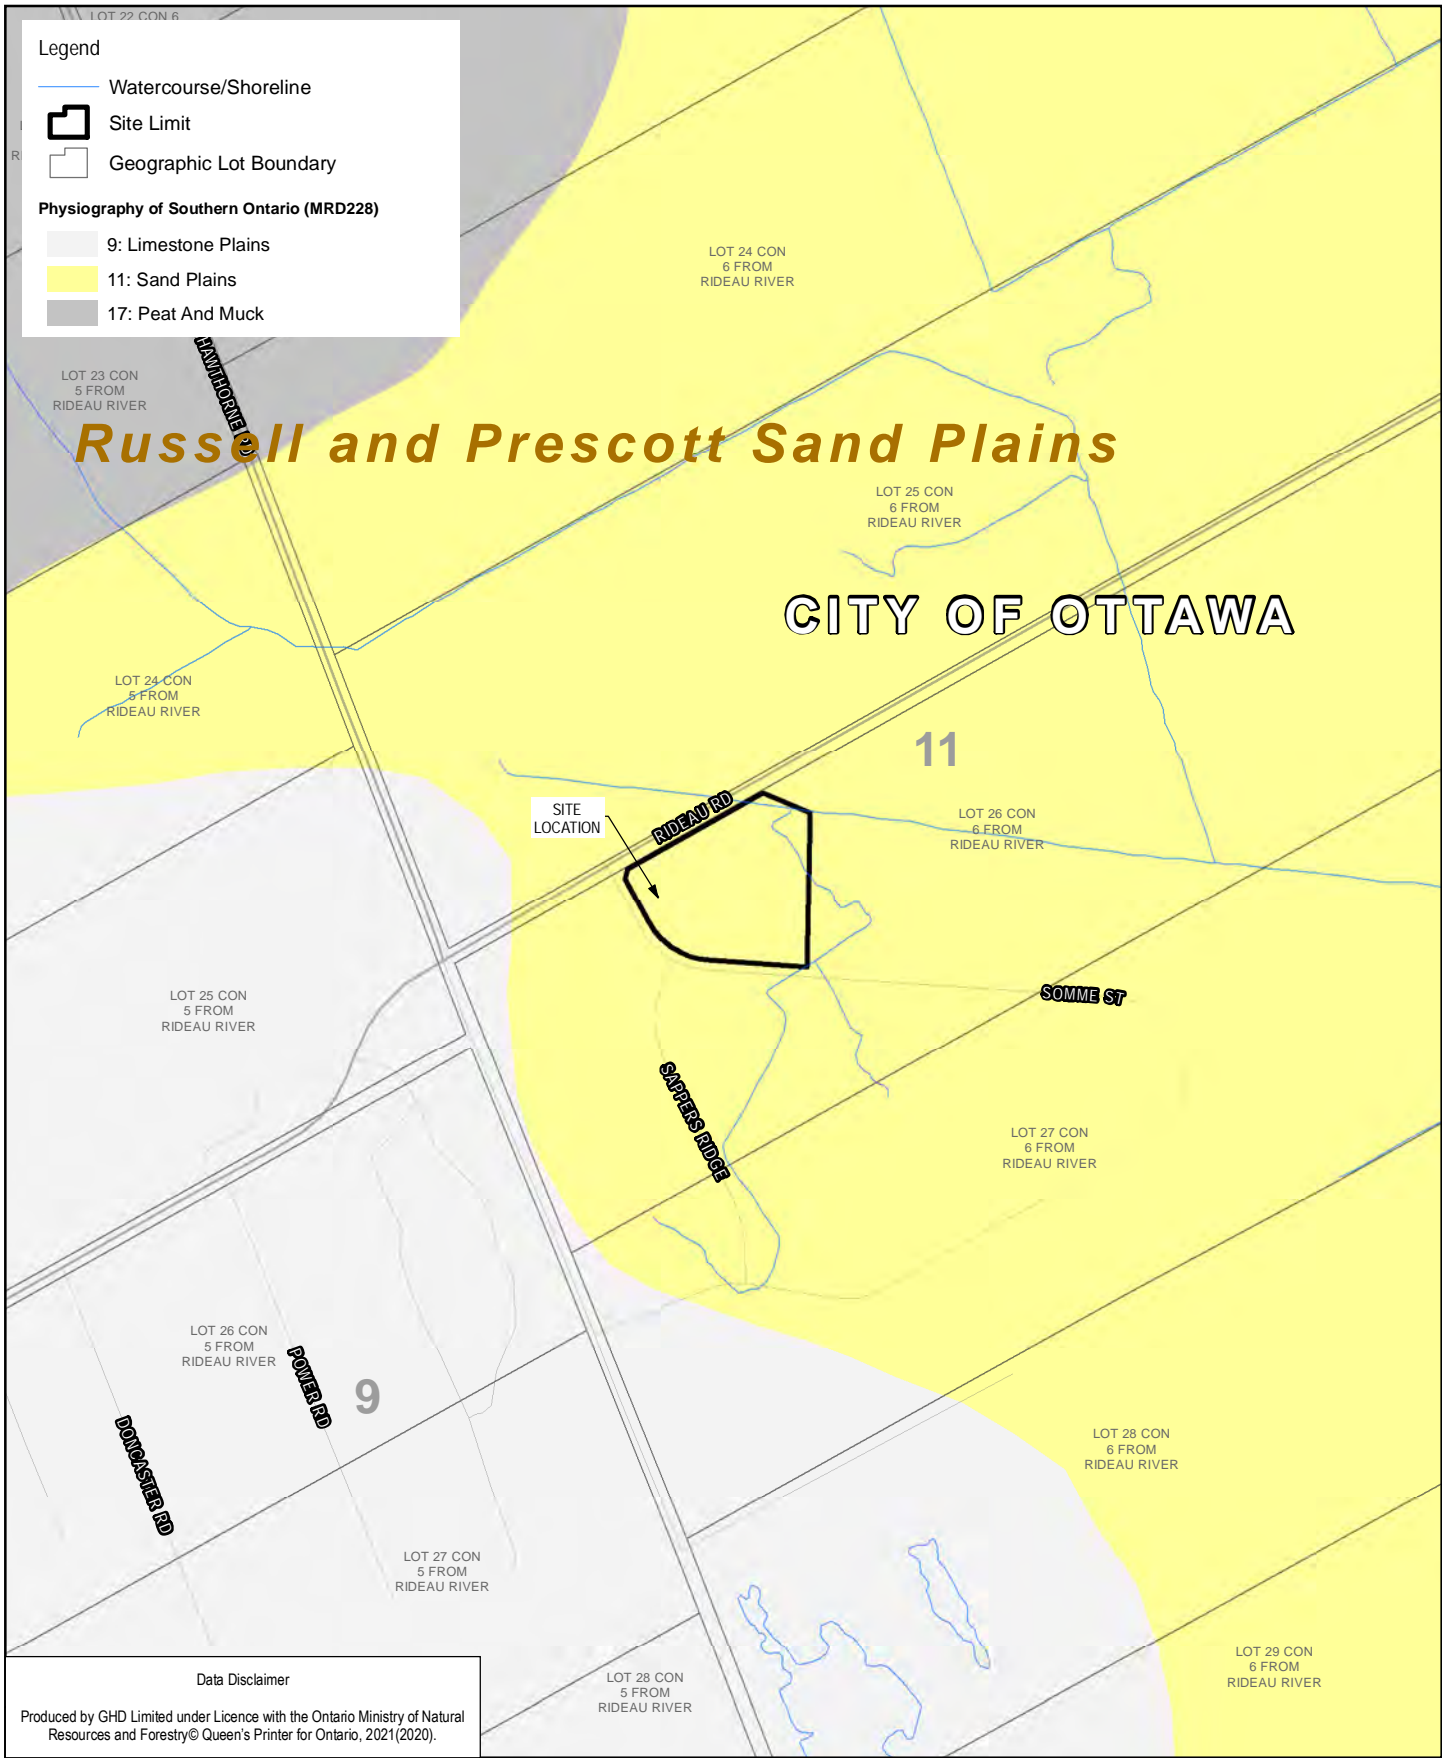 LOT 22 CON 6
Legend
Watercourse/Shoreline
Site Limit
Geographic Lot Boundary
Physiography of Southern Ontario (MRD228)
9: Limestone Plains
11: Sand Plains
17: Peat And Muck
R
LOT 24 CON
6 FROM
RIDEAU RIVER
HAWTHORNE RD
LOT 23 CON
5 FROM
RIDEAU RIVER
Russell and Prescott Sand Plains
LOT 25 CON
6 FROM
RIDEAU RIVER
CITY OF OTTAWA
LOT 24 CON
5 FROM
RIDEAU RIVER
11
SITE
LOCATION
RIDEAU RD
LOT 26 CON
6 FROM
RIDEAU RIVER
LOT 25 CON
5 FROM
RIDEAU RIVER
SOMME ST
SAPPERS RIDGE
LOT 27 CON
6 FROM
RIDEAU RIVER
LOT 26 CON
5 FROM
RIDEAU RIVER
POWER RD
9
DONCASTER RD
LOT 28 CON
6 FROM
RIDEAU RIVER
LOT 27 CON
5 FROM
RIDEAU RIVER
LOT 29 CON
6 FROM
RIDEAU RIVER
LOT 28 CON
5 FROM
RIDEAU RIVER
Data Disclaimer
Produced by GHD Limited under Licence with the Ontario Ministry of Natural
Resources and Forestry© Queen's Printer for Ontario, 2021(2020).